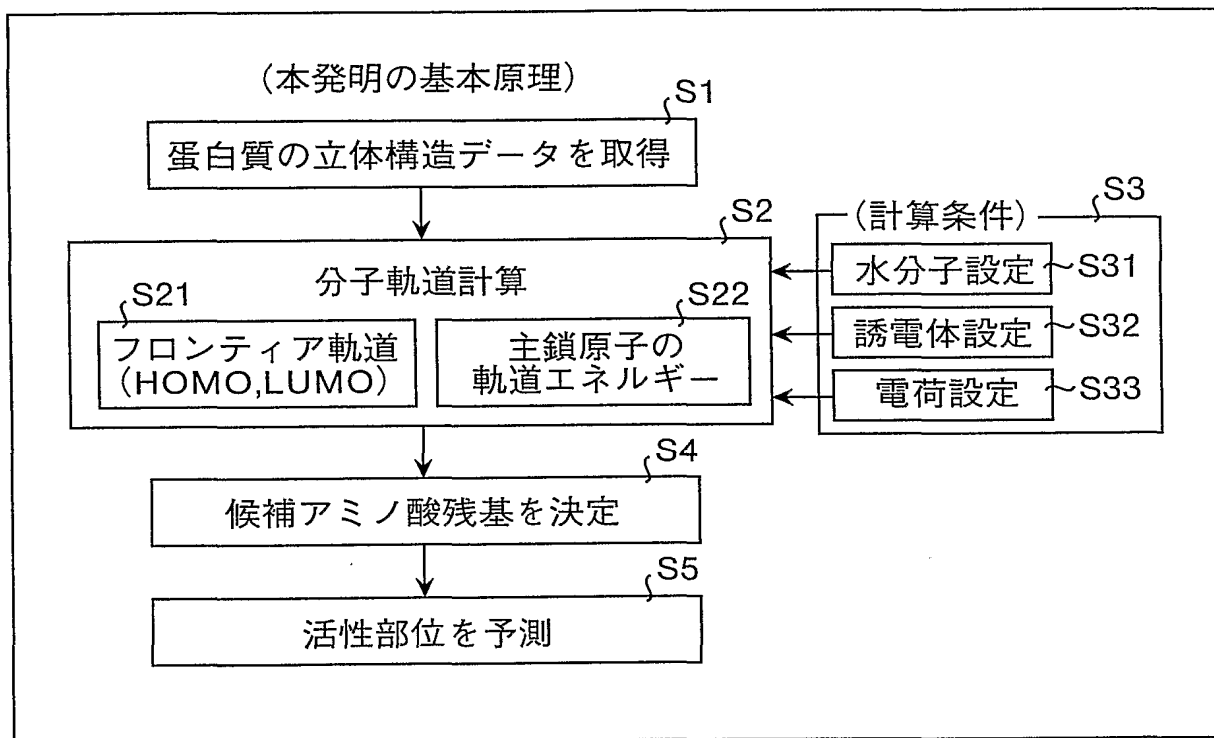 (本発明の基本原理)
S1
蛋白質の立体構造データを取得
S2
分子軌道計算
S21
フロンティア軌道
(HOMO,LUMO)
S22
主鎖原子の
軌道エネルギー
S3
(計算条件)
水分子設定
S31
誘電体設定
S32
電荷設定
S33
S4
候補アミノ酸残基を決定
S5
活性部位を予測